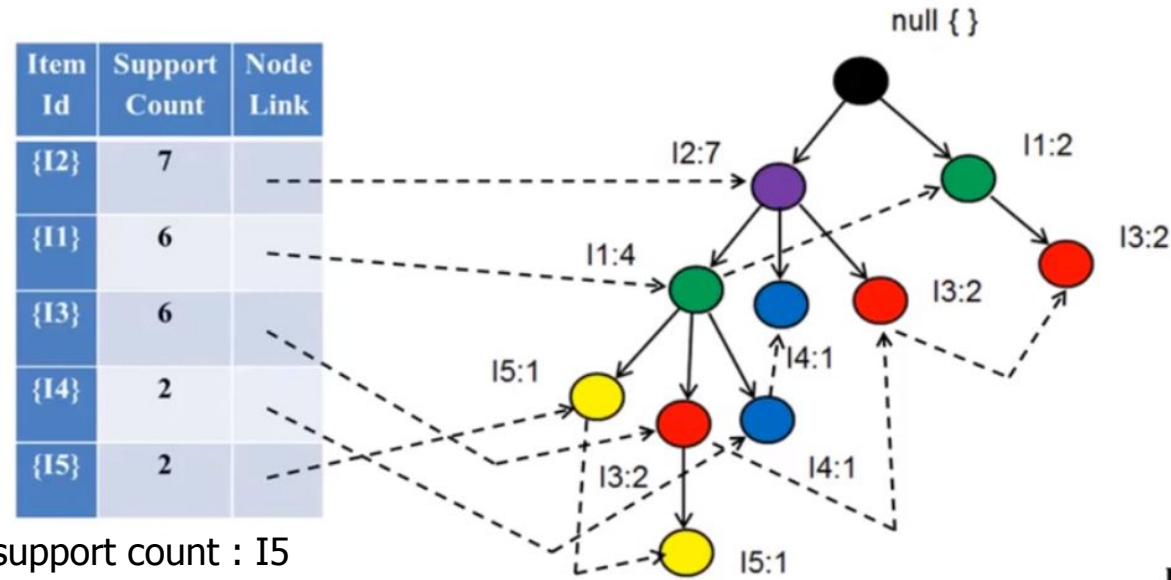 null { }
Item Id Support Count Node Link
{I2} 7
{I1} 6
{I3} 6
{I4} 2
{I5} 2
I2:7
I1:2
I3:2
I1:4
I3:2
I4:1
I5:1
I3:2
I4:1
I5:1
support count : I5